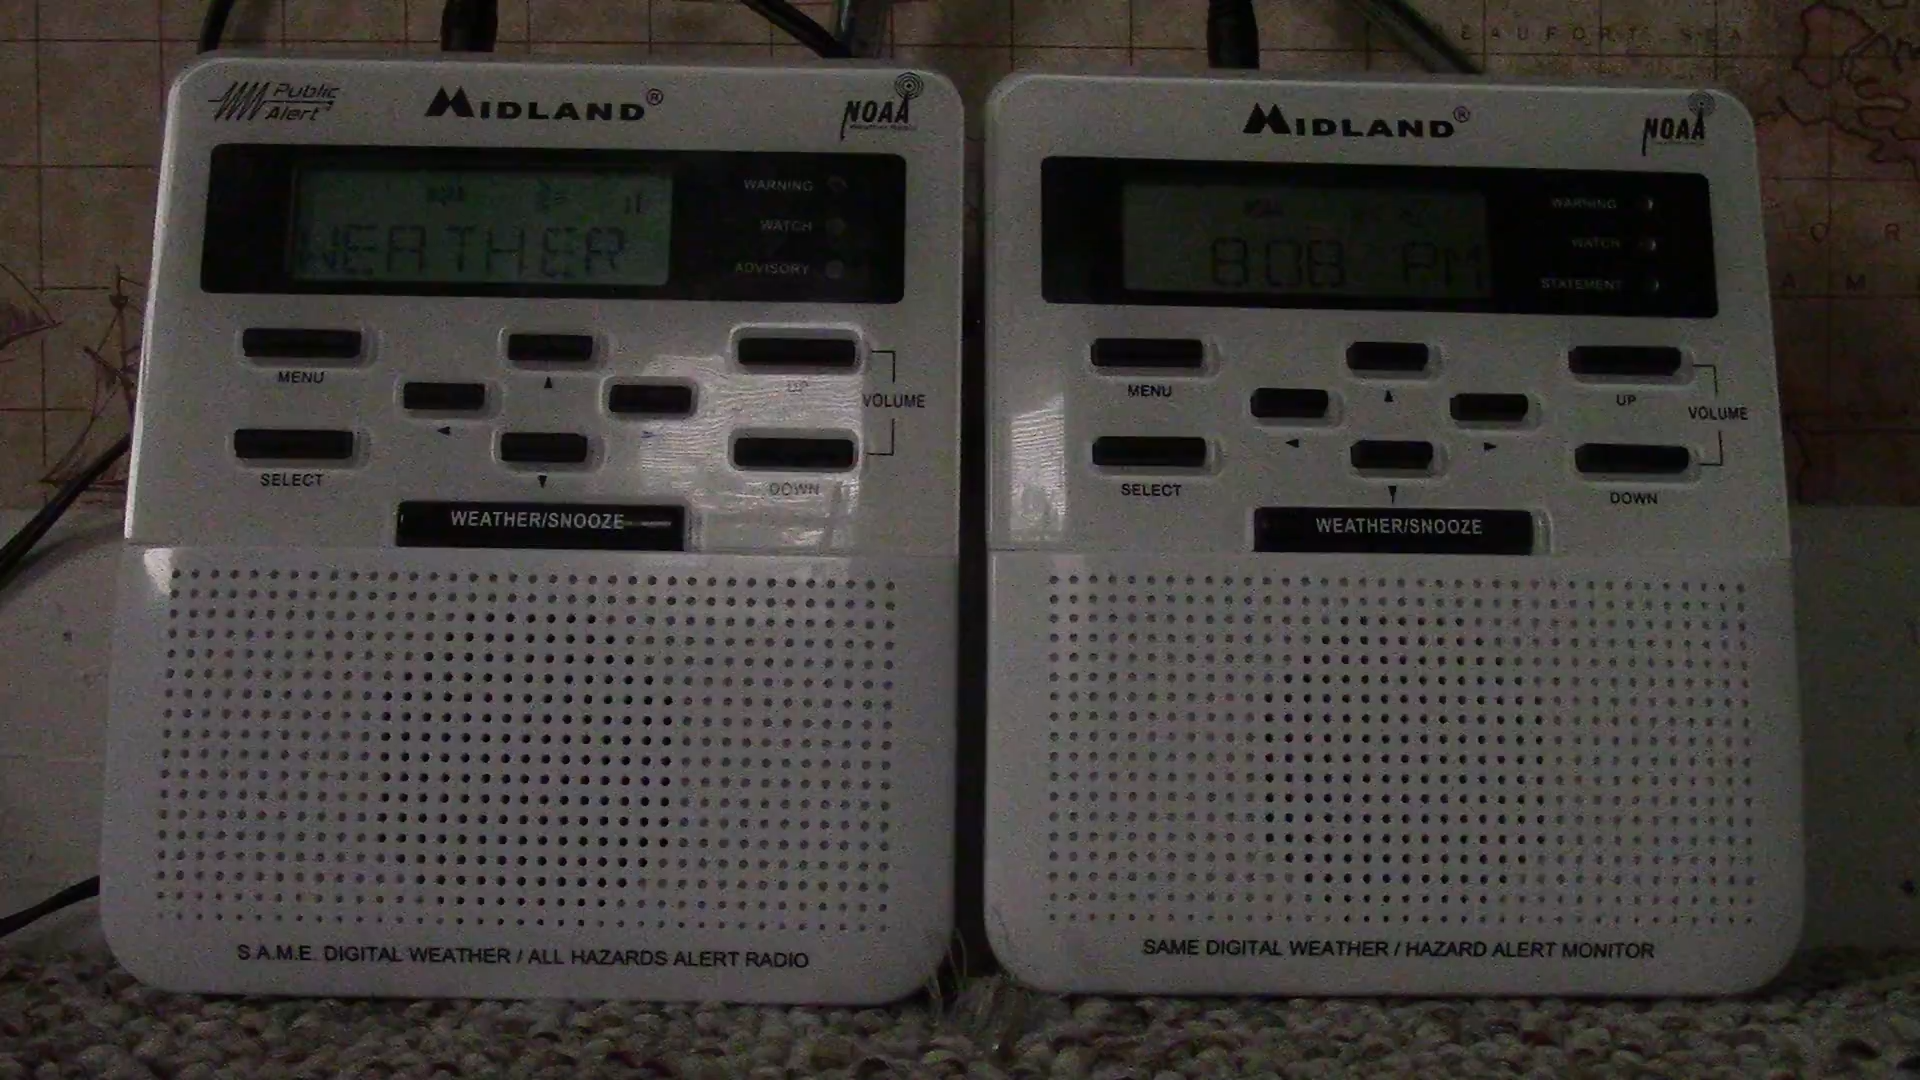 BEAUFORT SEA
Public
Alert
MIDLAND®
NOAA
WARNING
WATCH
ADVISORY
WEATHER
MENU
UP
VOLUME
SELECT
DOWN
WEATHER/SNOOZE
S.A.M.E. DIGITAL WEATHER / ALL HAZARDS ALERT RADIO
MIDLAND®
NOAA
WARNING
WATCH
STATEMENT
8:08 PM
MENU
UP
VOLUME
SELECT
DOWN
WEATHER/SNOOZE
SAME DIGITAL WEATHER / HAZARD ALERT MONITOR